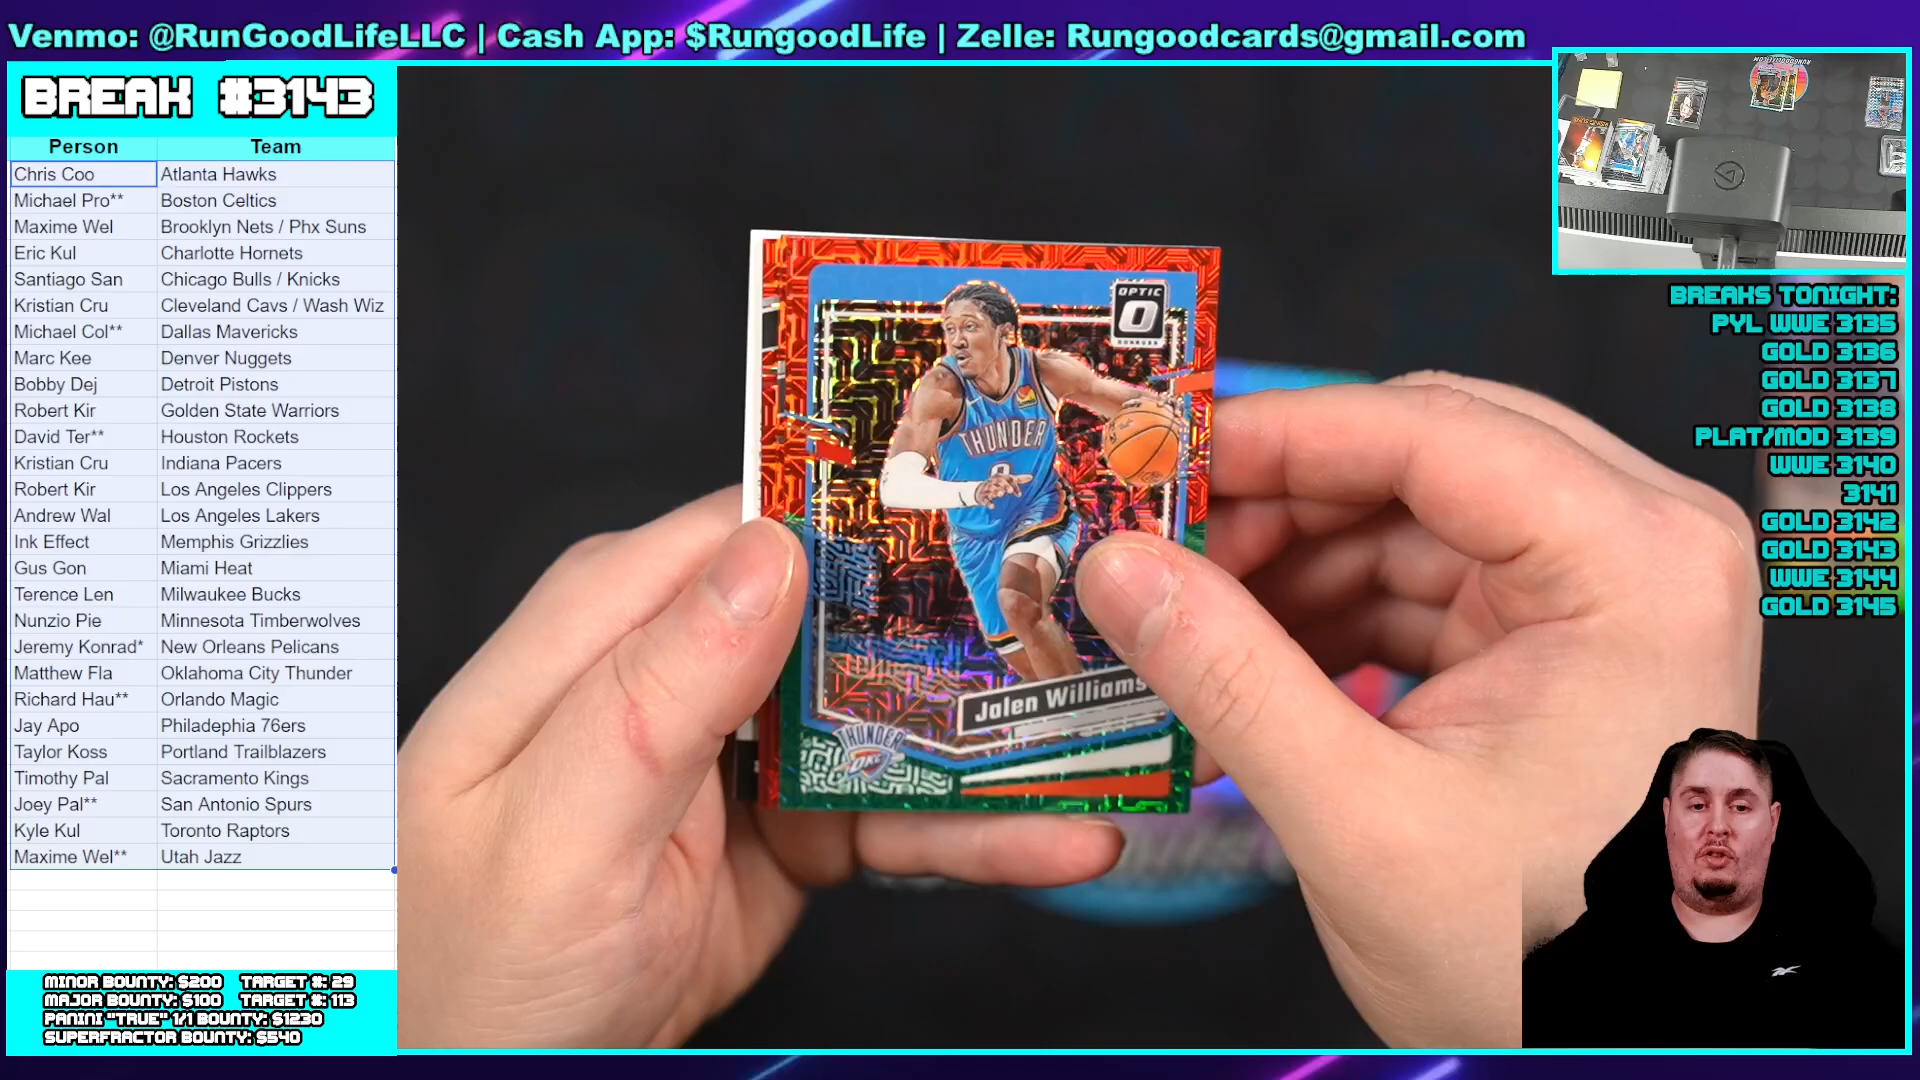 Venmo: @RunGoodLifeLLC | Cash App: $RungoodLife | Zelle: Rungoodcards@gmail.com
BREAK #3143
Person Team
Chris Coo Atlanta Hawks
Michael Pro** Boston Celtics
Maxime Wel Brooklyn Nets / Phx Suns
Eric Kul Charlotte Hornets
Santiago San Chicago Bulls / Knicks
Kristian Cru Cleveland Cavs / Wash Wiz
Michael Col** Dallas Mavericks
Marc Kee Denver Nuggets
Bobby Dej Detroit Pistons
Robert Kir Golden State Warriors
David Ter** Houston Rockets
Kristian Cru Indiana Pacers
Robert Kir Los Angeles Clippers
Andrew Wal Los Angeles Lakers
Ink Effect Memphis Grizzlies
Gus Gon Miami Heat
Terence Len Milwaukee Bucks
Nunzio Pie Minnesota Timberwolves
Jeremy Konrad* New Orleans Pelicans
Matthew Fla Oklahoma City Thunder
Richard Hau** Orlando Magic
Jay Apo Philadephia 76ers
Taylor Koss Portland Trailblazers
Timothy Pal Sacramento Kings
Joey Pal** San Antonio Spurs
Kyle Kul Toronto Raptors
Maxime Wel** Utah Jazz
MINOR BOUNTY: $200 TARGET #: 29
MAJOR BOUNTY: $100 TARGET #: 113
PANINI "TRUE" 1/1 BOUNTY: $1230
SUPERFRACTOR BOUNTY: $540
OPTIC
O
DONRUSS
THUNDER
Jalen Williams
THUNDER
OKC
BREAKS TONIGHT:
PYL WWE 3135
GOLD 3136
GOLD 3137
GOLD 3138
PLAT/MOD 3139
WWE 3140
3141
GOLD 3142
GOLD 3143
WWE 3144
GOLD 3145